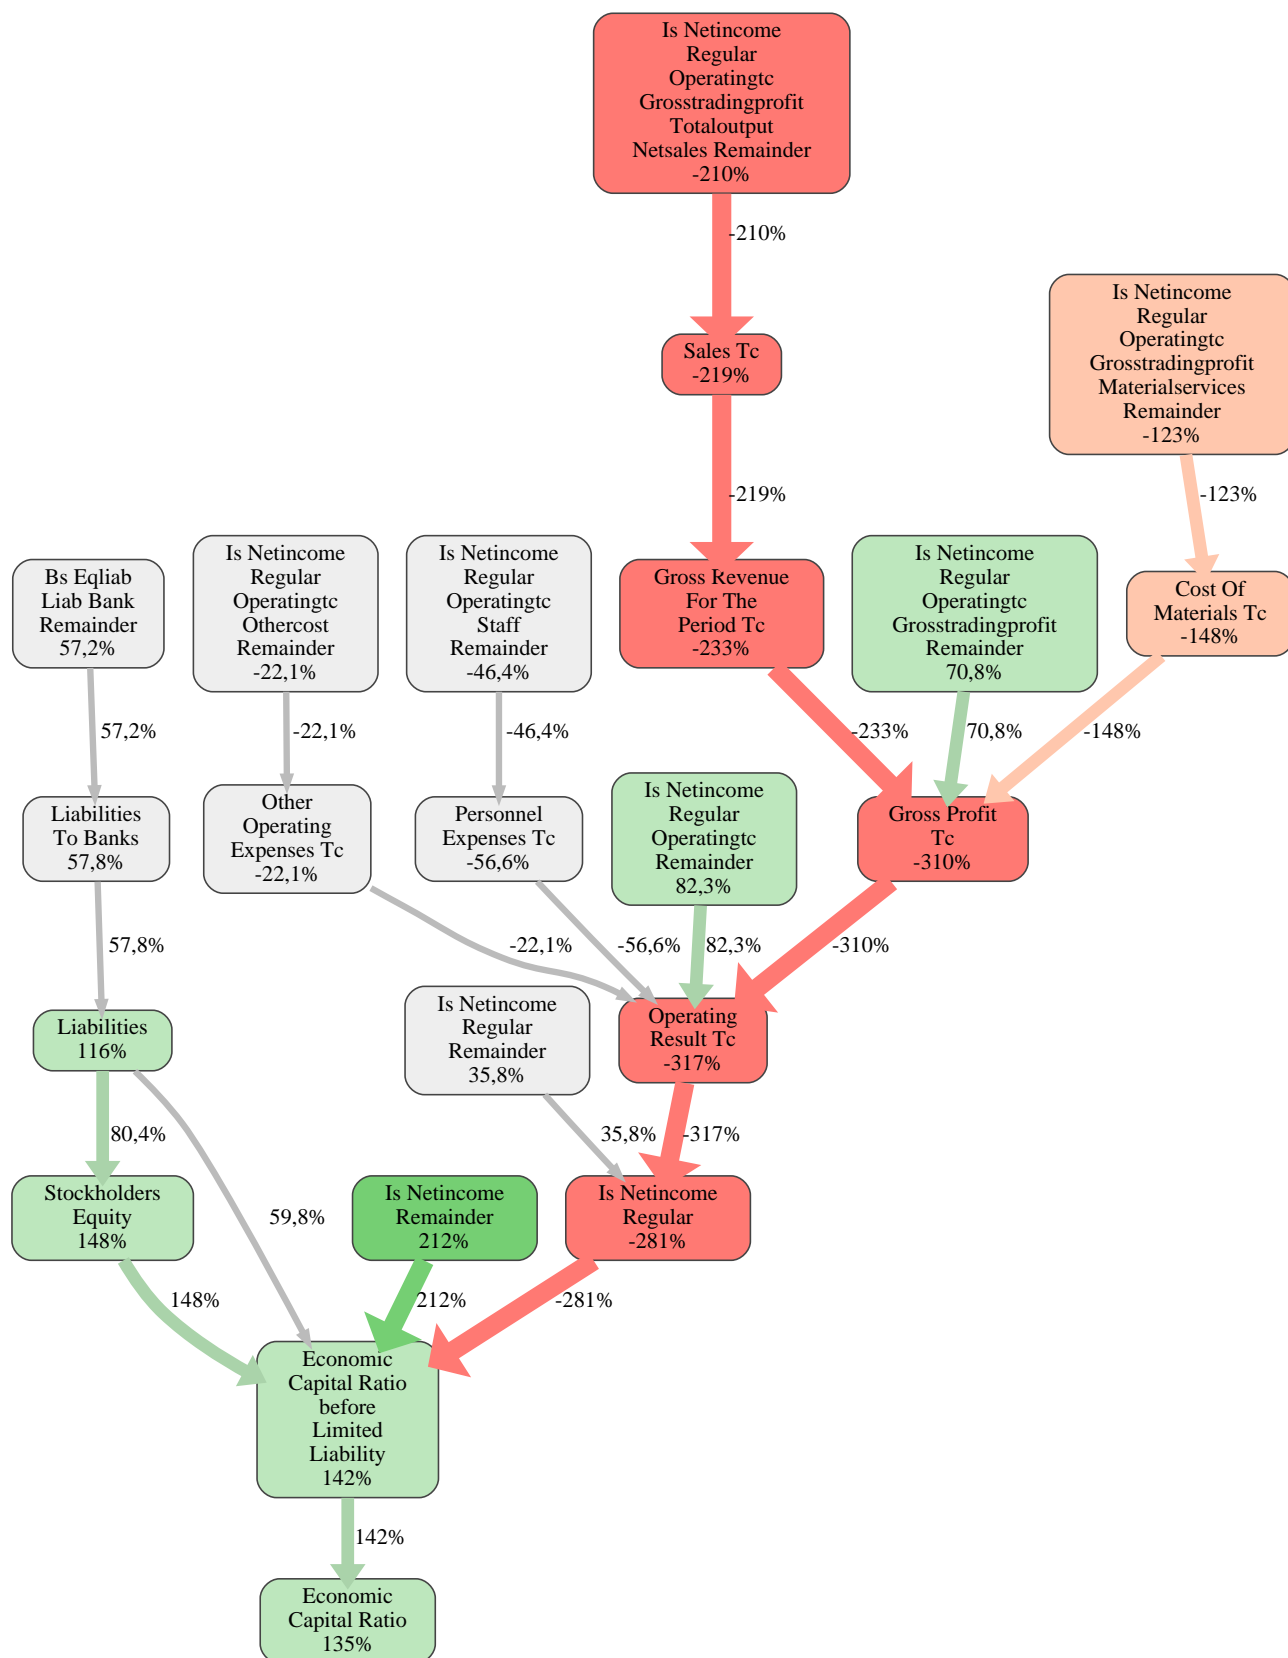 Is Netincome
Regular
Operatingtc
Grosstradingprofit
Totaloutput
Netsales Remainder
-210%
-210%
Is Netincome
Regular
Operatingtc
Grosstradingprofit
Materialservices
Remainder
-123%
Sales Tc
-219%
-219%
-123%
Bs Eqliab
Liab Bank
Remainder
57,2%
Is Netincome
Regular
Operatingtc
Othercost
Remainder
-22,1%
Is Netincome
Regular
Operatingtc
Staff
Remainder
-46,4%
Gross Revenue
For The
Period Tc
-233%
Is Netincome
Regular
Operatingtc
Grosstradingprofit
Remainder
70,8%
Cost Of
Materials Tc
-148%
57,2%
-22,1%
-46,4%
-233%
70,8%
-148%
Liabilities
To Banks
57,8%
Other
Operating
Expenses Tc
-22,1%
Personnel
Expenses Tc
-56,6%
Is Netincome
Regular
Operatingtc
Remainder
82,3%
Gross Profit
Tc
-310%
57,8%
-22,1%
-56,6%
82,3%
-310%
Liabilities
116%
Is Netincome
Regular
Remainder
35,8%
Operating
Result Tc
-317%
80,4%
35,8%
-317%
Stockholders
Equity
148%
59,8%
Is Netincome
Remainder
212%
Is Netincome
Regular
-281%
148%
212%
-281%
Economic
Capital Ratio
before
Limited
Liability
142%
142%
Economic
Capital Ratio
135%